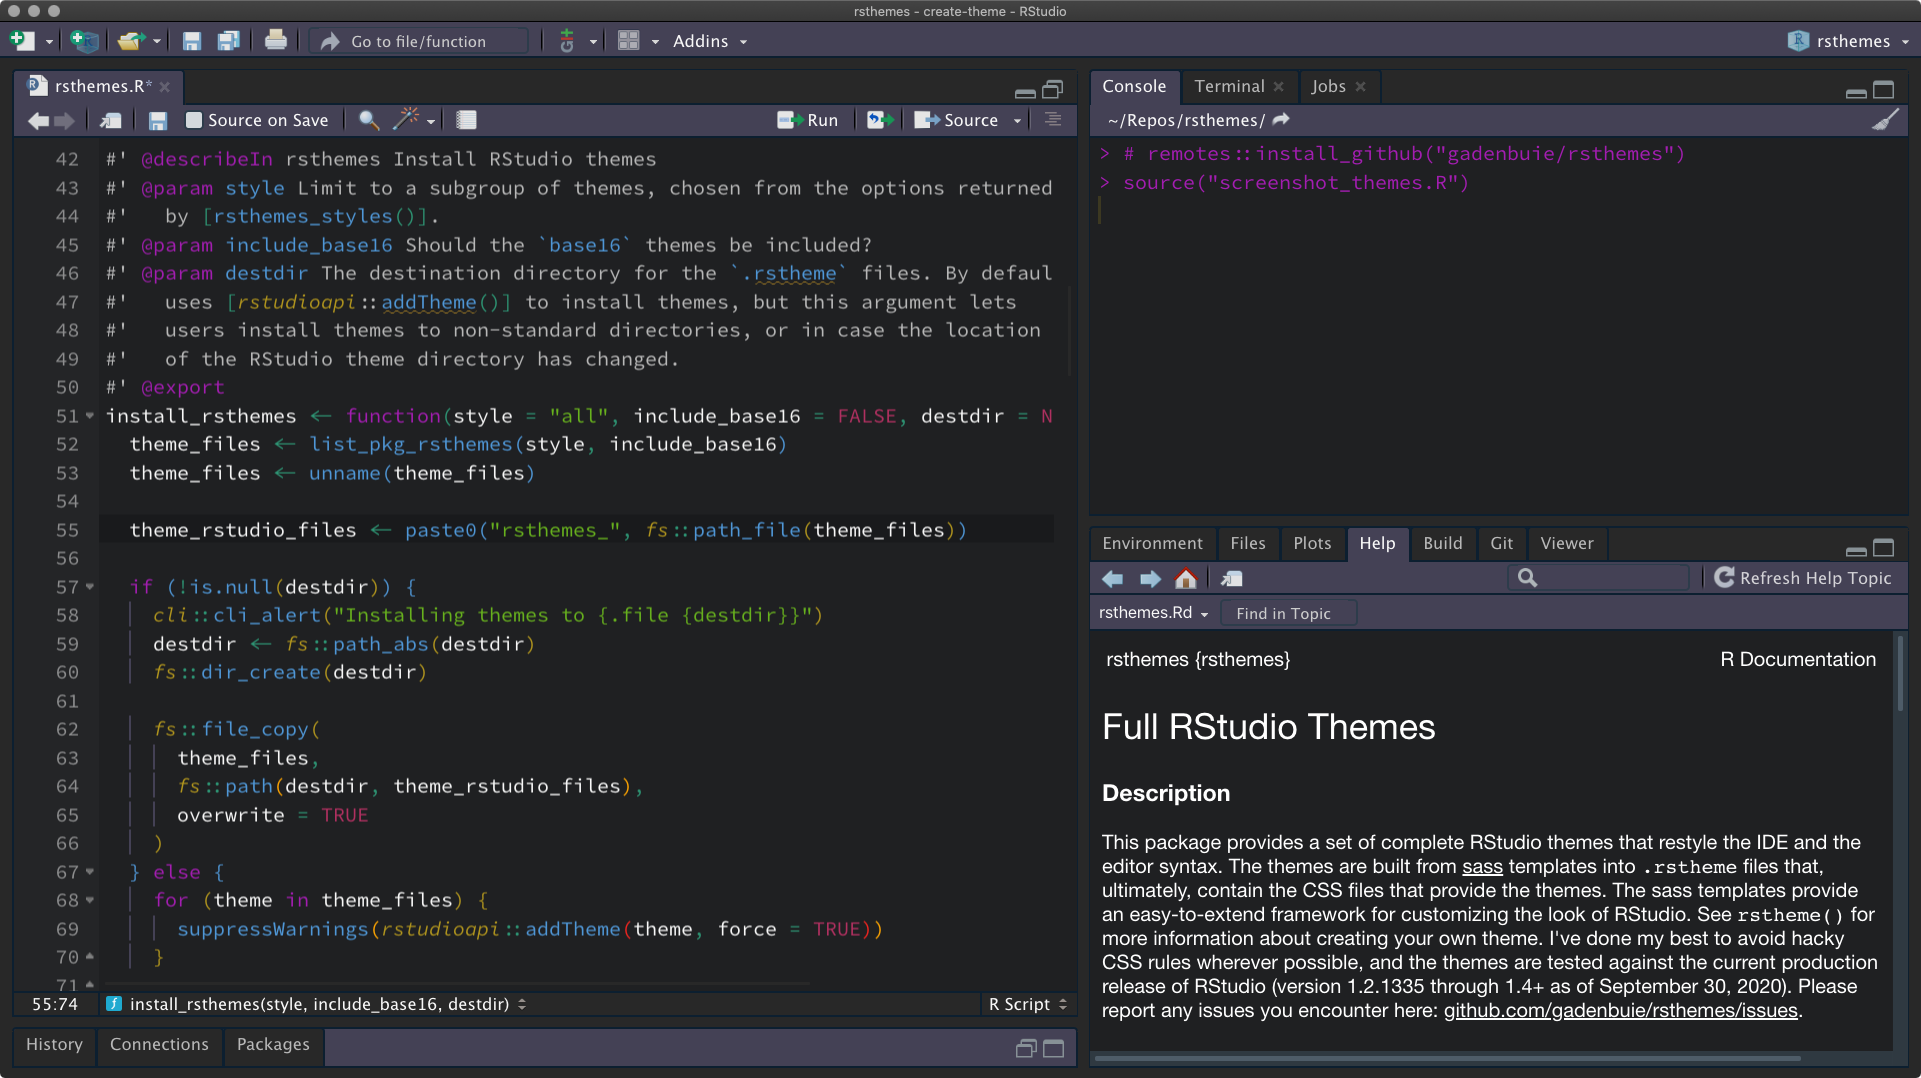 rsthemes - create-theme - RStudio
Go to file/function
Addins
rsthemes
rsthemes.R*
Source on Save
Run
Source
42 #' @describeIn rsthemes Install RStudio themes
43 #' @param style Limit to a subgroup of themes, chosen from the options returned
44 #'   by [rsthemes_styles()].
45 #' @param include_base16 Should the `base16` themes be included?
46 #' @param destdir The destination directory for the `.rstheme` files. By defaul
47 #'   uses [rstudioapi::addTheme()] to install themes, but this argument lets
48 #'   users install themes to non-standard directories, or in case the location
49 #'   of the RStudio theme directory has changed.
50 #' @export
51 install_rsthemes <- function(style = "all", include_base16 = FALSE, destdir = N
52   theme_files <- list_pkg_rsthemes(style, include_base16)
53   theme_files <- unname(theme_files)
54
55   theme_rstudio_files <- paste0("rsthemes_", fs::path_file(theme_files))
56
57   if (!is.null(destdir)) {
58     cli::cli_alert("Installing themes to {.file {destdir}}")
59     destdir <- fs::path_abs(destdir)
60     fs::dir_create(destdir)
61
62     fs::file_copy(
63       theme_files,
64       fs::path(destdir, theme_rstudio_files),
65       overwrite = TRUE
66     )
67   } else {
68     for (theme in theme_files) {
69       suppressWarnings(rstudioapi::addTheme(theme, force = TRUE))
70     }
71
55:74 install_rsthemes(style, include_base16, destdir) R Script
History Connections Packages
Console Terminal Jobs
~/Repos/rsthemes/
> # remotes::install_github("gadenbuie/rsthemes")
> source("screenshot_themes.R")
Environment Files Plots Help Build Git Viewer
Refresh Help Topic
rsthemes.Rd Find in Topic
rsthemes {rsthemes} R Documentation
Full RStudio Themes
Description
This package provides a set of complete RStudio themes that restyle the IDE and the
editor syntax. The themes are built from sass templates into .rstheme files that,
ultimately, contain the CSS files that provide the themes. The sass templates provide
an easy-to-extend framework for customizing the look of RStudio. See rstheme() for
more information about creating your own theme. I've done my best to avoid hacky
CSS rules wherever possible, and the themes are tested against the current production
release of RStudio (version 1.2.1335 through 1.4+ as of September 30, 2020). Please
report any issues you encounter here: github.com/gadenbuie/rsthemes/issues.